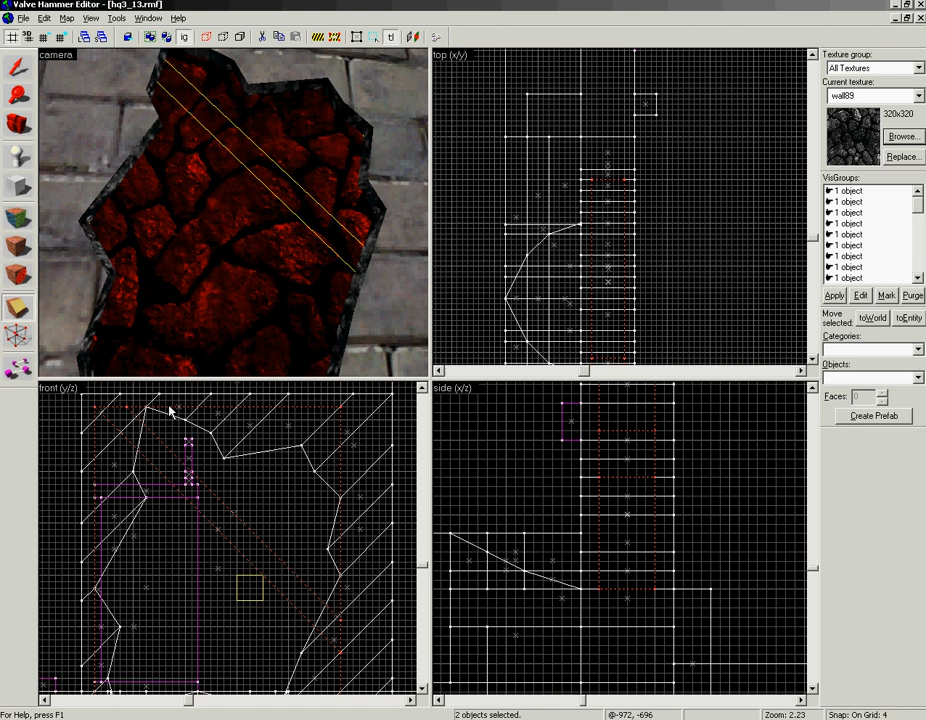 Valve Hammer Editor - [hq3_13.rmf]
File Edit Map View Tools Window Help
3D
ig
tl
camera
top (x/y)
front (y/z)
side (x/z)
Texture group:
All Textures
Current texture:
wall89
320x320
Browse...
Replace...
VisGroups:
1 object
1 object
1 object
1 object
1 object
1 object
1 object
1 object
1 object
Apply Edit Mark Purge
Move selected: toWorld toEntity
Categories:
Objects:
Faces: 0
Create Prefab
For Help, press F1
2 objects selected.
@-972, -696
Zoom: 2.23
Snap: On Grid: 4